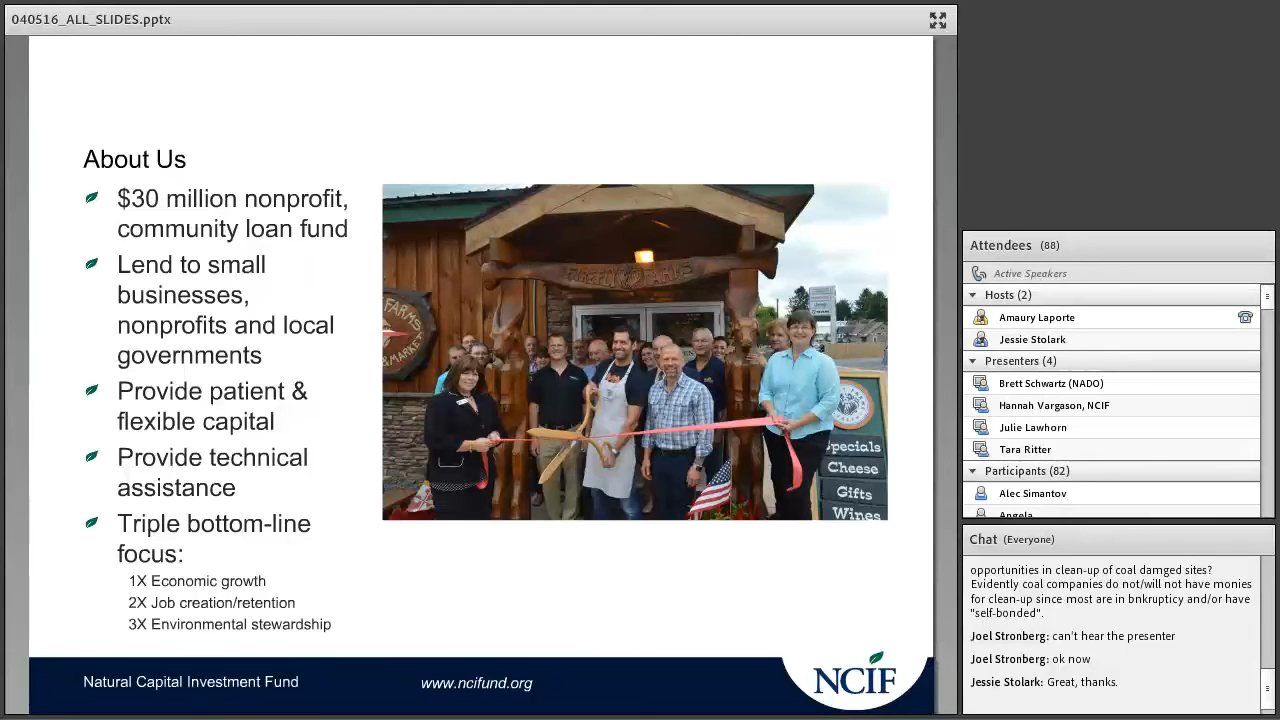 040516_ALL_SLIDES.pptx
About Us
$30 million nonprofit,
community loan fund
Lend to small
businesses,
nonprofits and local
governments
Provide patient &
flexible capital
Provide technical
assistance
Triple bottom-line
focus:
1X Economic growth
2X Job creation/retention
3X Environmental stewardship
FARMS
MARKET
FIREFLY FARMS
Specials
Cheese
Gifts
Wines
Natural Capital Investment Fund
www.ncifund.org
NCIF
Attendees (88)
Active Speakers
Hosts (2)
Amaury Laporte
Jessie Stolark
Presenters (4)
Brett Schwartz (NADO)
Hannah Vargason, NCIF
Julie Lawhorn
Tara Ritter
Participants (82)
Alec Simantov
Angela
Chat (Everyone)
opportunities in clean-up of coal damged sites?
Evidently coal companies do not/will not have monies
for clean-up since most are in bnkrupticy and/or have
"self-bonded".
Joel Stronberg: can't hear the presenter
Joel Stronberg: ok now
Jessie Stolark: Great, thanks.